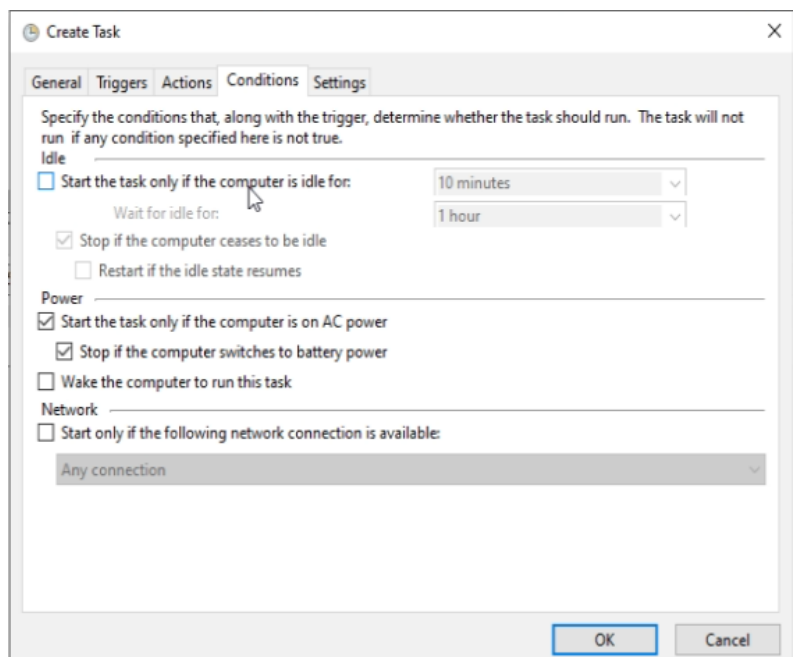 Create Task
General Triggers Actions Conditions Settings
Specify the conditions that, along with the trigger, determine whether the task should run. The task will not
run if any condition specified here is not true.
Idle
Start the task only if the computer is idle for: 10 minutes
Wait for idle for: 1 hour
Stop if the computer ceases to be idle
Restart if the idle state resumes
Power
Start the task only if the computer is on AC power
Stop if the computer switches to battery power
Wake the computer to run this task
Network
Start only if the following network connection is available:
Any connection
OK Cancel